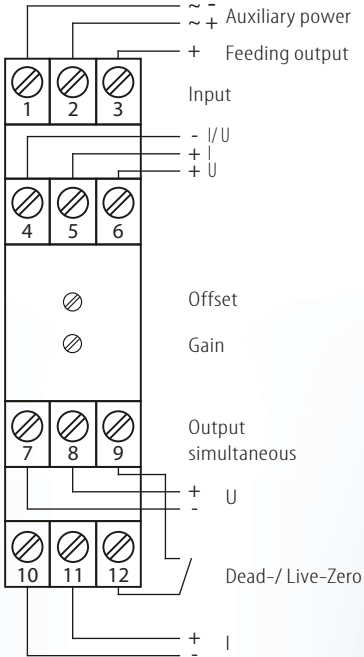 ~ -
~ + Auxiliary power
+ Feeding output
1 2 3
Input
- I/U
+ I
+ U
4 5 6
Offset
Gain
Output
simultaneous
7 8 9
+ U
-
10 11 12
Dead-/ Live-Zero
+ I
-